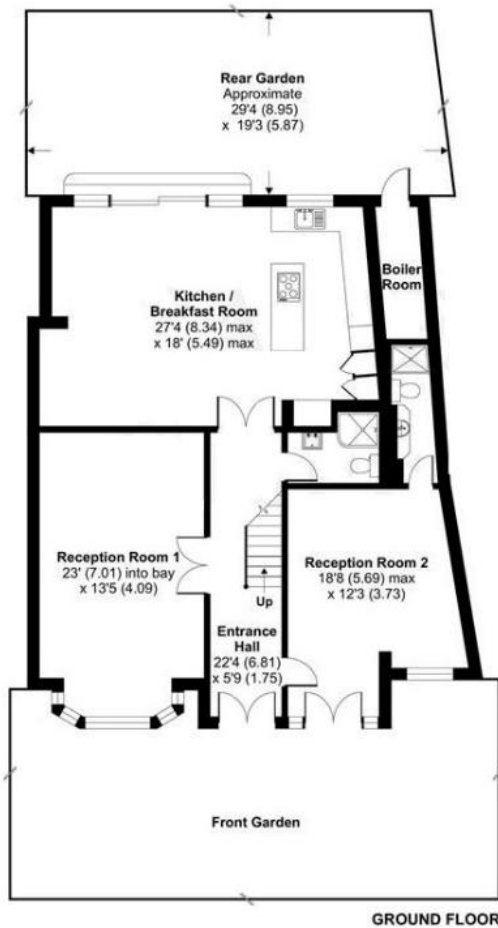 Rear Garden
Approximate
29'4 (8.95)
x 19'3 (5.87)
Boiler
Room
Kitchen /
Breakfast Room
27'4 (8.34) max
x 18' (5.49) max
Reception Room 1
23' (7.01) into bay
x 13'5 (4.09)
Up
Reception Room 2
18'8 (5.69) max
x 12'3 (3.73)
Entrance
Hall
22'4 (6.81)
x 5'9 (1.75)
Front Garden
GROUND FLOOR